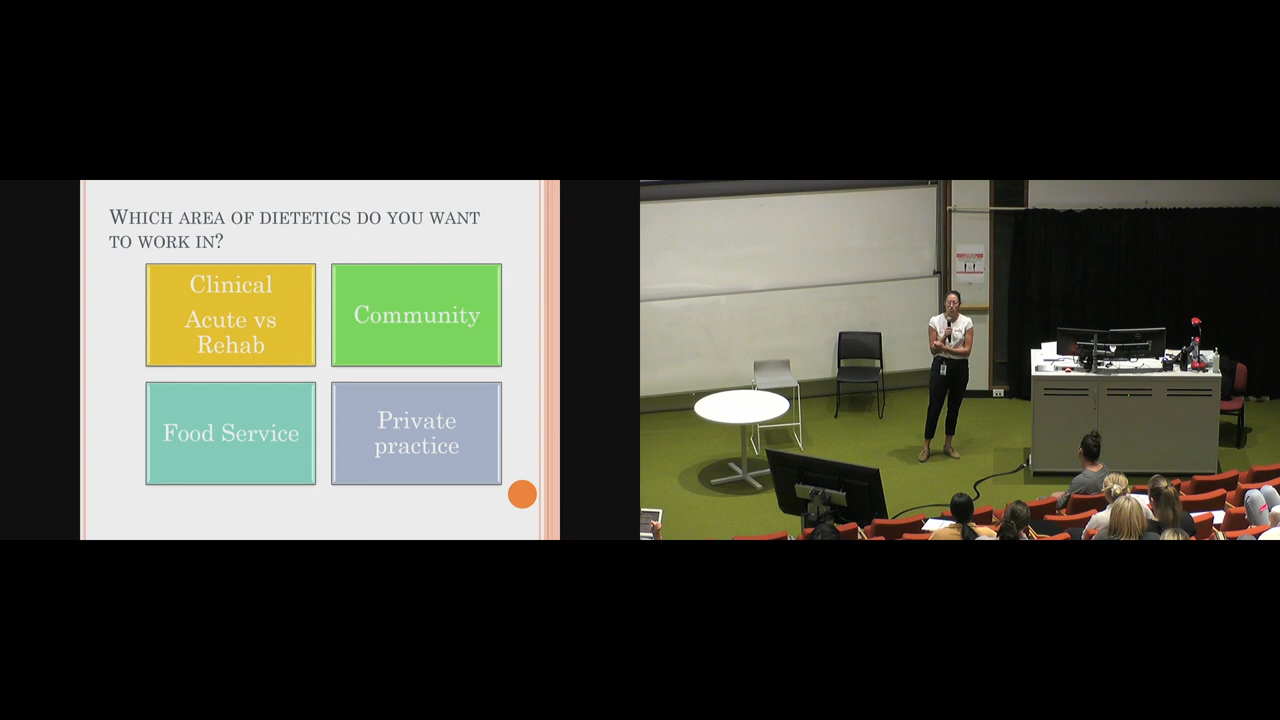 WHICH AREA OF DIETETICS DO YOU WANT
TO WORK IN?
Clinical
Acute vs
Rehab
Community
Food Service
Private
practice